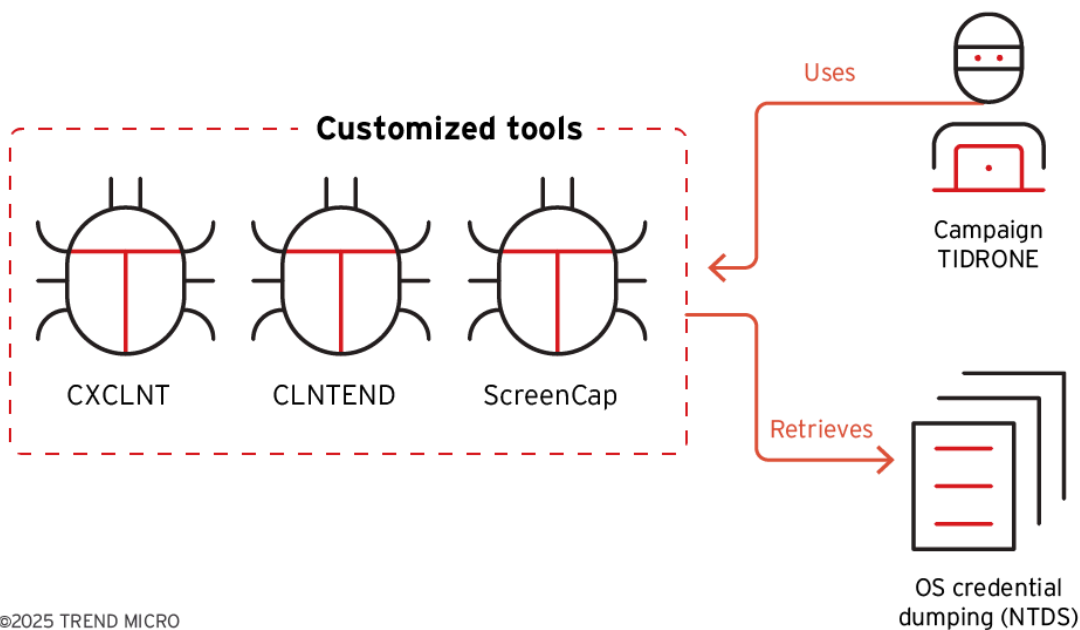 Uses
Customized tools
Campaign
TIDRONE
CXCLNT
CLNTEND
ScreenCap
Retrieves
OS credential
dumping (NTDS)
©2025 TREND MICRO